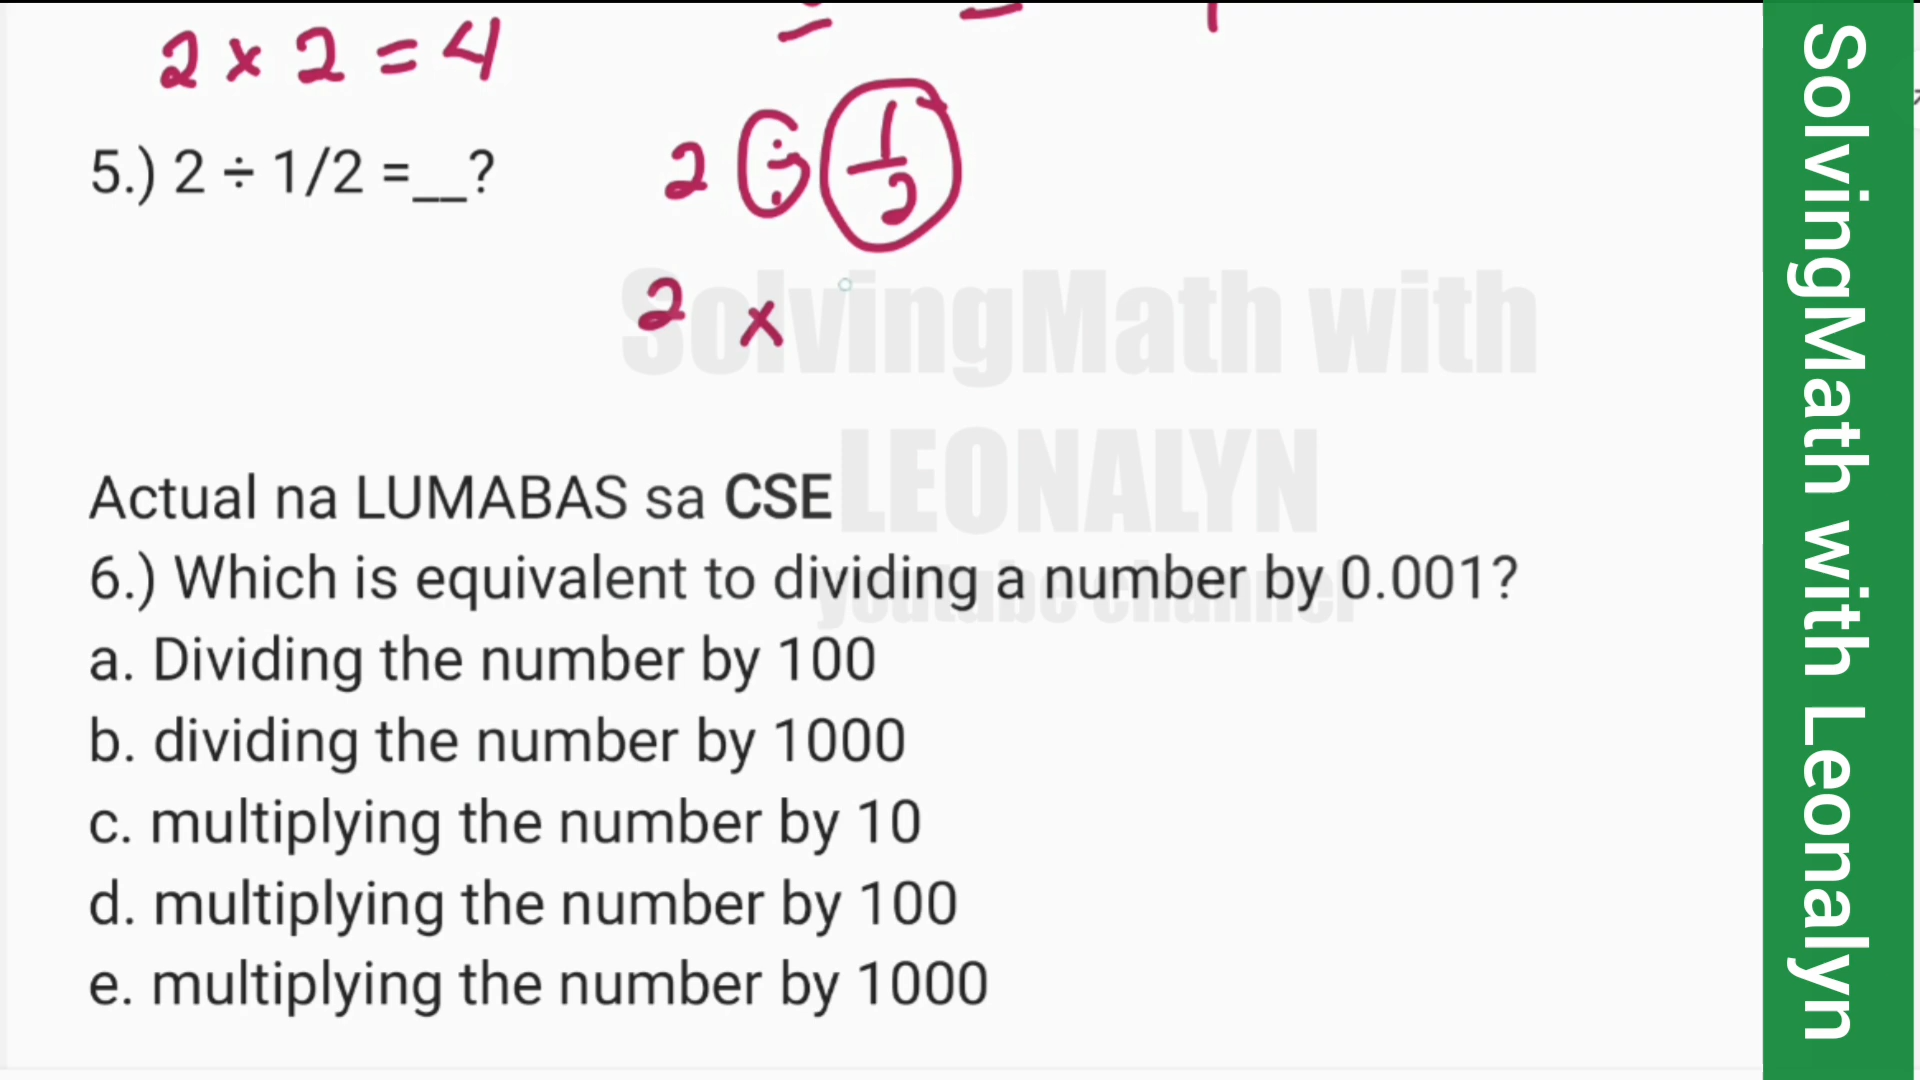 2 × 2 = 4
5.) 2 ÷ 1/2 =__?
2 ÷ 1/2
2 ×
SolvingMath with
LEONALYN
youtube channel
Actual na LUMABAS sa CSE
6.) Which is equivalent to dividing a number by 0.001?
a. Dividing the number by 100
b. dividing the number by 1000
c. multiplying the number by 10
d. multiplying the number by 100
e. multiplying the number by 1000
SolvingMath with Leonalyn